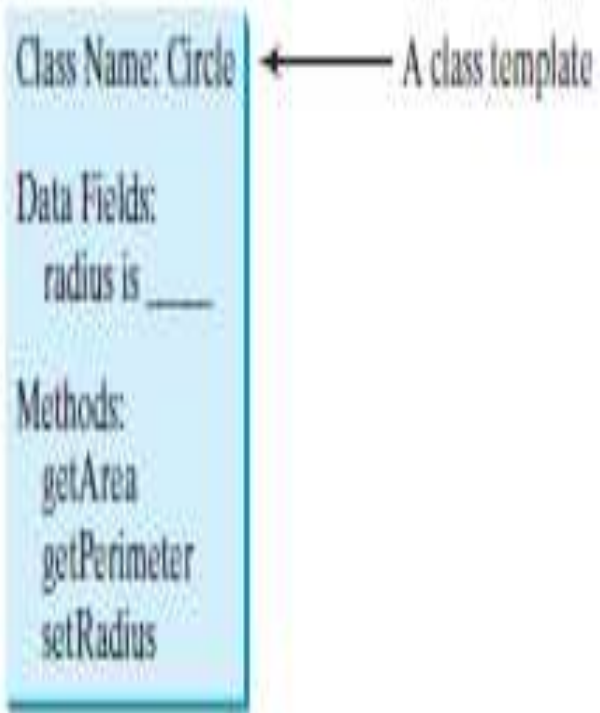 Class Name: Circle
A class template
Data Fields:
radius is ____
Methods:
getArea
getPerimeter
setRadius